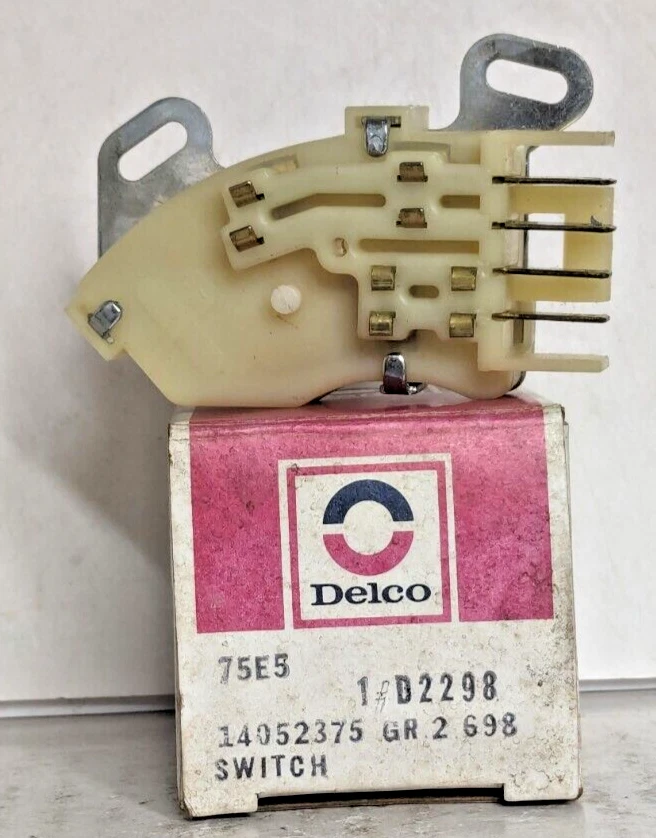 Delco
75E5
1 #D2298
14052375 GR 2 698
SWITCH